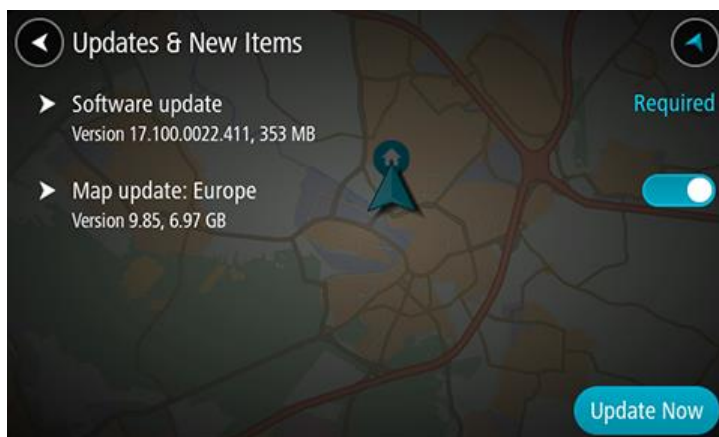 Updates & New Items
Software update
Required
Version 17.100.0022.411, 353 MB
Map update: Europe
Version 9.85, 6.97 GB
Update Now